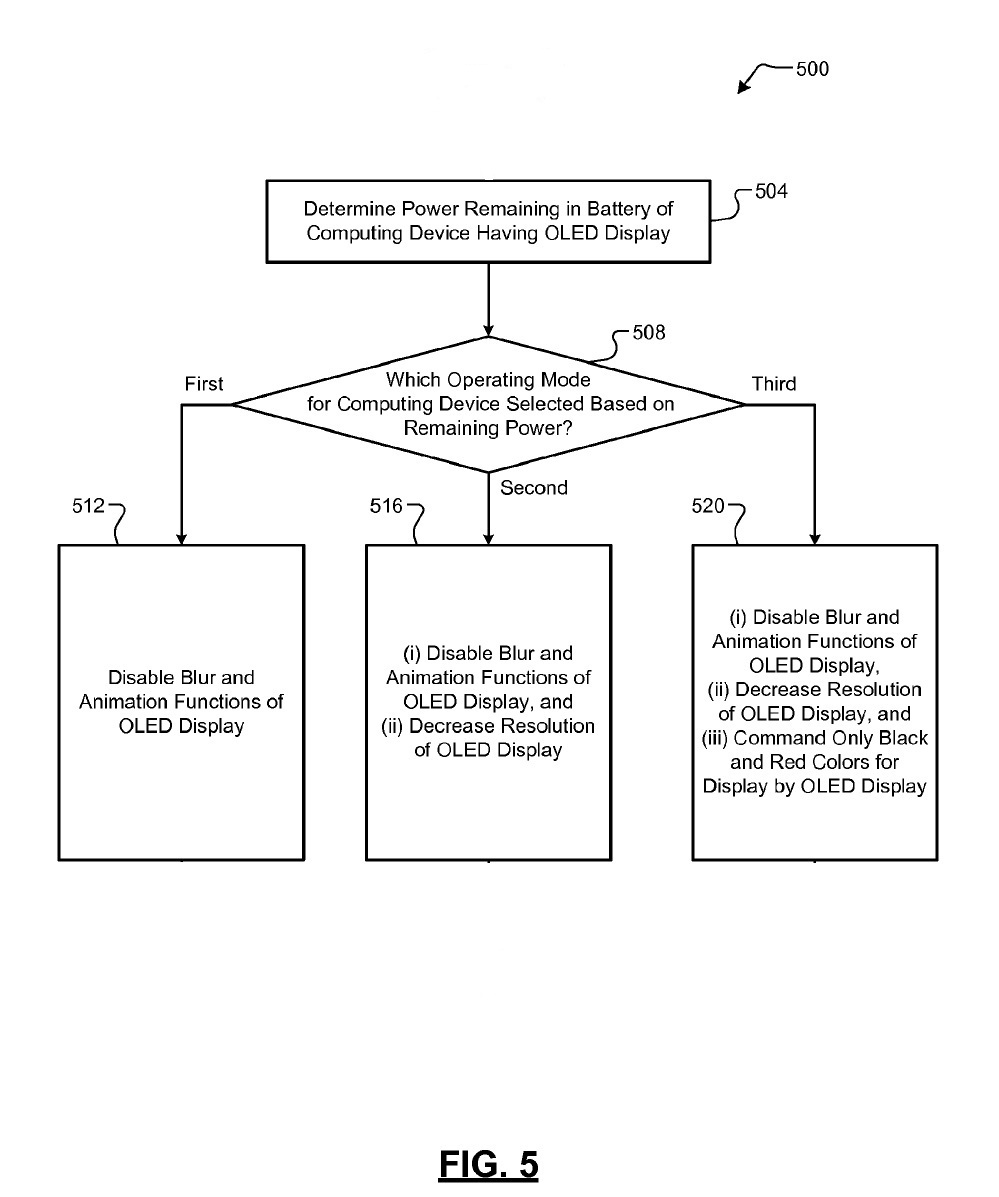 500
Determine Power Remaining in Battery of
Computing Device Having OLED Display
504
508
Which Operating Mode
for Computing Device Selected Based on
Remaining Power?
First
Third
Second
512
516
520
Disable Blur and
Animation Functions of
OLED Display
(i) Disable Blur and
Animation Functions of
OLED Display, and
(ii) Decrease Resolution
of OLED Display
(i) Disable Blur and
Animation Functions of
OLED Display,
(ii) Decrease Resolution
of OLED Display, and
(iii) Command Only Black
and Red Colors for
Display by OLED Display
FIG. 5